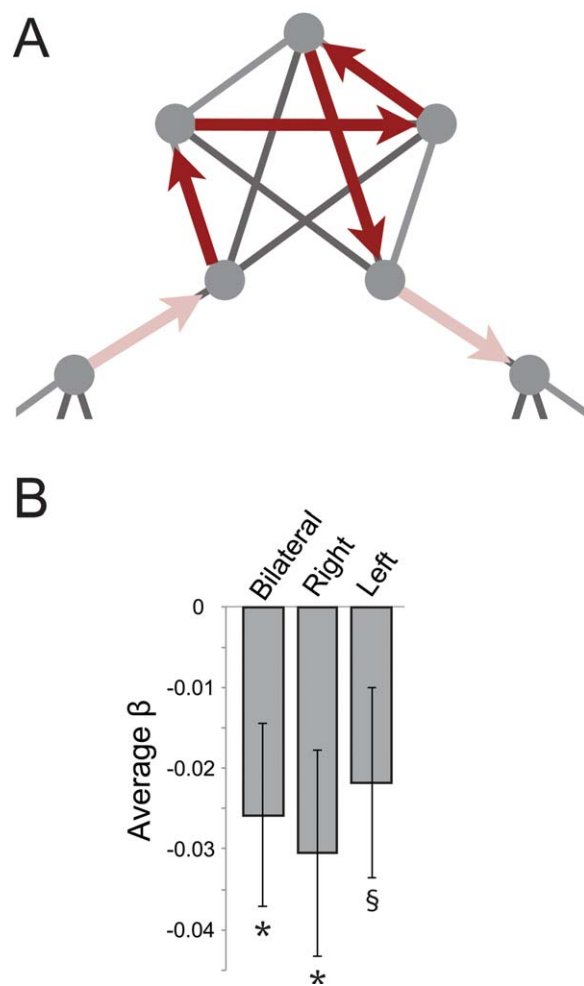 A
B
Bilateral
Right
Left
0
-0.01
-0.02
-0.03
-0.04
Average β
*
*
§